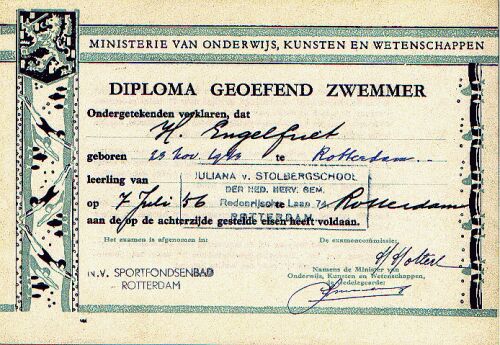 MINISTERIE VAN ONDERWIJS, KUNSTEN EN WETENSCHAPPEN
DIPLOMA GEOEFEND ZWEMMER
Ondergetekenden verklaren, dat
H. Engelfriet
geboren 23 Nov. te Rotterdam
leerling van JULIANA v. STOLBERGSCHOOL
DER NED. HERV. GEM.
op 7 Juli '56 te Rotterdam
ROTTERDAM
aan de op de achterzijde gestelde eisen heeft voldaan.
Het examen is afgenomen in: De examencommissie,
N.V. SPORTFONDSENBAD
- ROTTERDAM
Namens de Minister van
Onderwijs, Kunsten en Wetenschappen,
de Gedelegeerde: